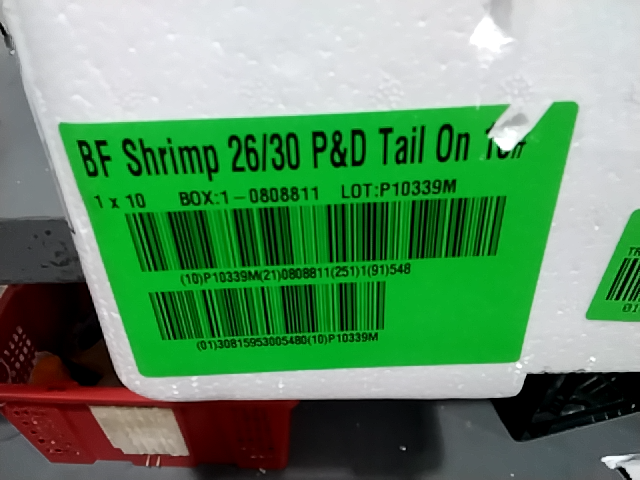 BF Shrimp 26/30 P&D Tail On 10#
1 x 10 BOX:1-0808811 LOT:P10339M
(10)P10339M(21)0808811(251)1(91)548
(01)30815953005480(10)P10339M